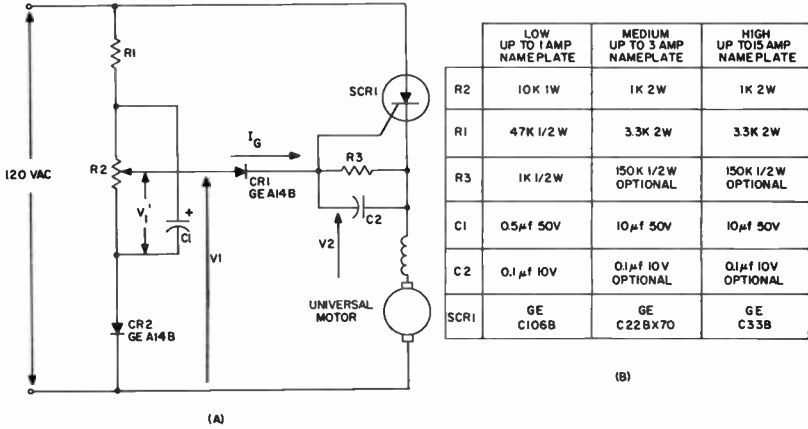 R1
SCR1
120 VAC
R2
V1'
C1
+
IG
CR1
GE A14B
R3
C2
V1
V2
CR2
GE A14B
UNIVERSAL
MOTOR
(A)
LOW
UP TO 1 AMP
NAMEPLATE
MEDIUM
UP TO 3 AMP
NAMEPLATE
HIGH
UP TO 15 AMP
NAMEPLATE
R2
10K 1W
1K 2W
1K 2W
R1
47K 1/2 W
3.3K 2W
3.3K 2W
R3
1K 1/2W
150K 1/2 W
OPTIONAL
150K 1/2W
OPTIONAL
C1
0.5µf 50V
10µf 50V
10µf 50V
C2
0.1µf 10V
0.1µf 10V
OPTIONAL
0.1µf 10V
OPTIONAL
SCR1
GE
C106B
GE
C22BX70
GE
C33B
(B)